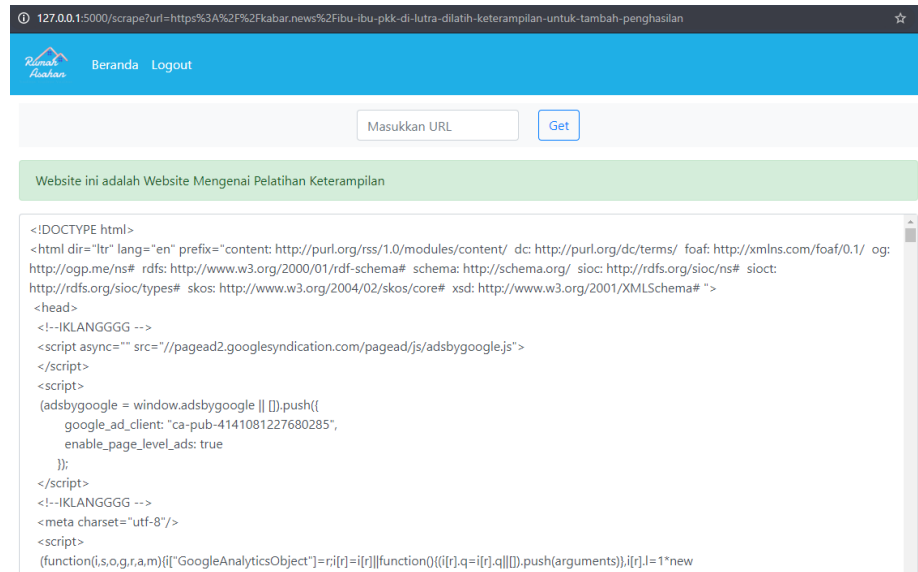 127.0.0.1:5000/scrape?url=https%3A%2F%2Fkabar.news%2Fibu-ibu-pkk-di-lutra-dilatih-keterampilan-untuk-tambah-penghasilan
Rumah
Asahan
Beranda Logout
Masukkan URL Get
Website ini adalah Website Mengenai Pelatihan Keterampilan
<!DOCTYPE html>
<html dir="ltr" lang="en" prefix="content: http://purl.org/rss/1.0/modules/content/ dc: http://purl.org/dc/terms/ foaf: http://xmlns.com/foaf/0.1/ og:
http://ogp.me/ns# rdfs: http://www.w3.org/2000/01/rdf-schema# schema: http://schema.org/ sioc: http://rdfs.org/sioc/ns# sioct:
http://rdfs.org/sioc/types# skos: http://www.w3.org/2004/02/skos/core# xsd: http://www.w3.org/2001/XMLSchema# ">
<head>
<!--IKLANGGGG -->
<script async="" src="//pagead2.googlesyndication.com/pagead/js/adsbygoogle.js">
</script>
<script>
(adsbygoogle = window.adsbygoogle || []).push({
google_ad_client: "ca-pub-4141081227680285",
enable_page_level_ads: true
});
</script>
<!--IKLANGGGG -->
<meta charset="utf-8"/>
<script>
(function(i,s,o,g,r,a,m){i["GoogleAnalyticsObject"]=r;i[r]=i[r]||function(){(i[r].q=i[r].q||[]).push(arguments)},i[r].l=1*new